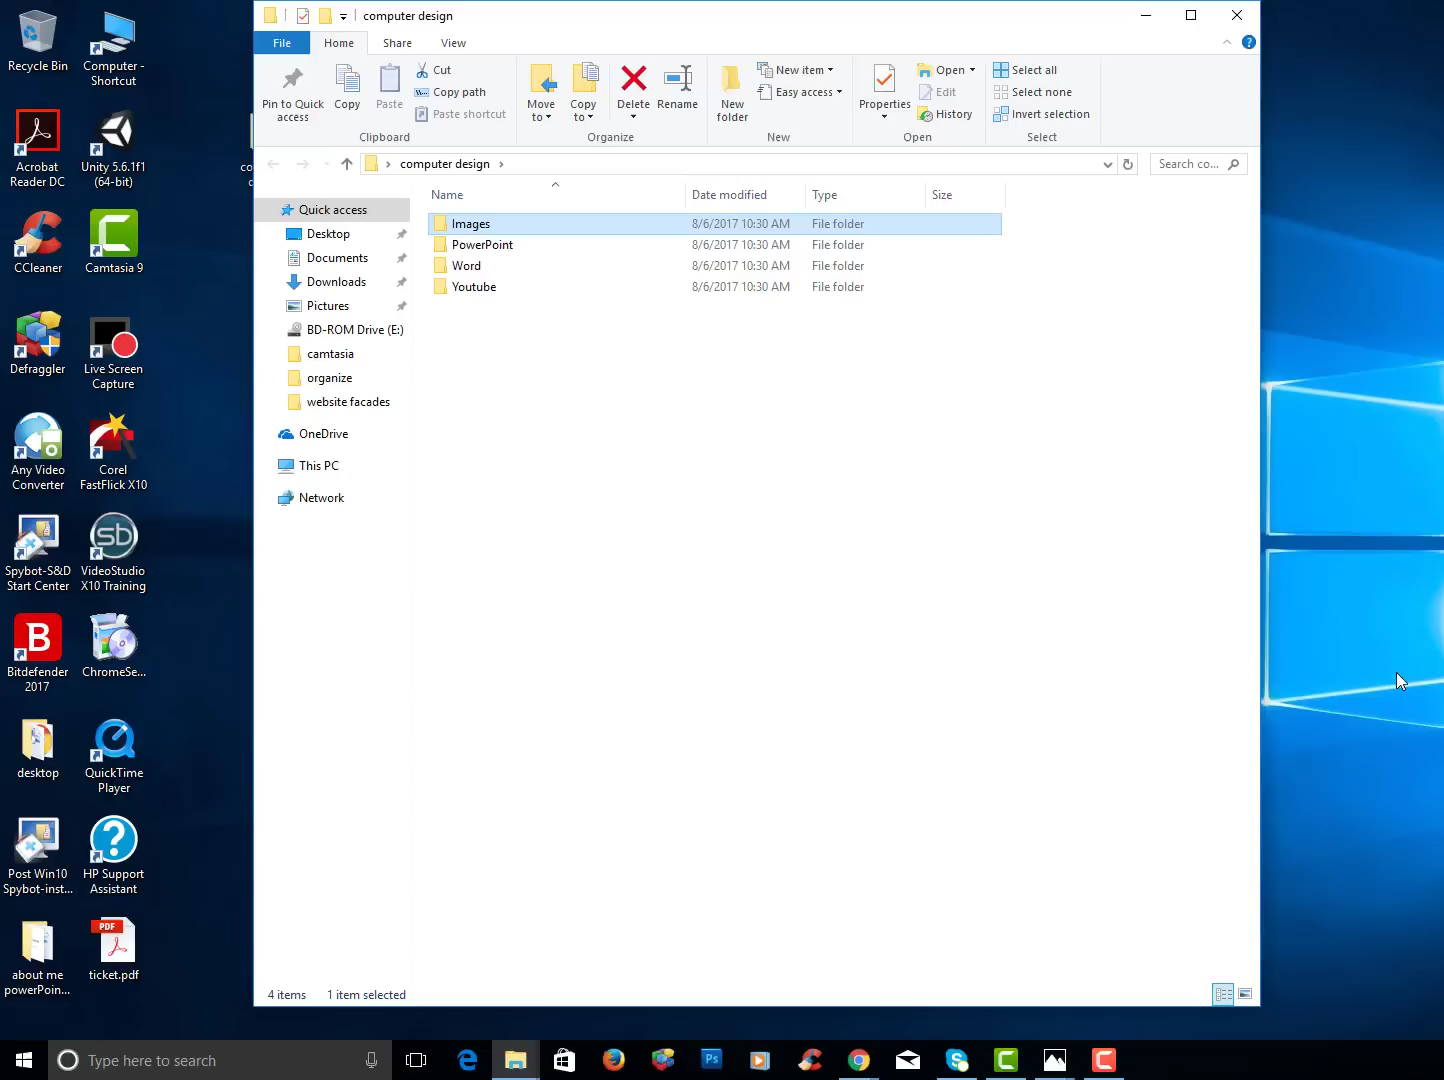 Recycle Bin
Computer -
Shortcut
Acrobat
Reader DC
Unity 5.6.1f1
(64-bit)
CCleaner
Camtasia 9
Defraggler
Live Screen
Capture
Any Video
Converter
Corel
FastFlick X10
Spybot-S&D
Start Center
sb
VideoStudio
X10 Training
B
Bitdefender
2017
ChromeSe...
desktop
QuickTime
Player
Post Win10
Spybot-inst...
?
HP Support
Assistant
about me
powerPoin...
PDF
ticket.pdf
co
computer design
File
Home
Share
View
?
Pin to Quick
access
Copy
Paste
Cut
Copy path
Paste shortcut
Clipboard
Move
to
Copy
to
Delete
Rename
Organize
New
folder
New item
Easy access
New
Properties
Open
Edit
History
Open
Select all
Select none
Invert selection
Select
computer design
Search co...
Name Date modified Type Size
Images 8/6/2017 10:30 AM File folder
PowerPoint 8/6/2017 10:30 AM File folder
Word 8/6/2017 10:30 AM File folder
Youtube 8/6/2017 10:30 AM File folder
Quick access
Desktop
Documents
Downloads
Pictures
BD-ROM Drive (E:)
camtasia
organize
website facades
OneDrive
This PC
Network
4 items 1 item selected
Type here to search
Ps